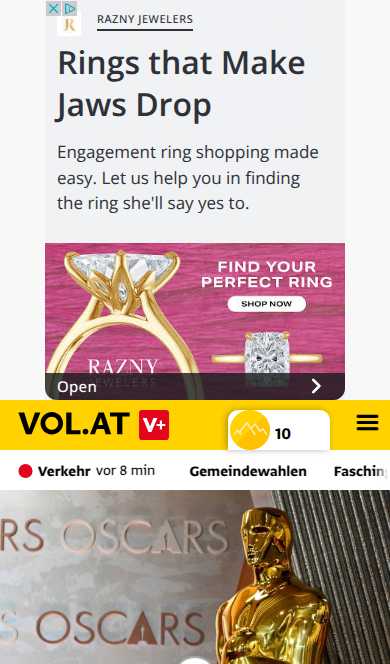 RAZNY JEWELERS
Rings that Make
Jaws Drop
Engagement ring shopping made
easy. Let us help you in finding
the ring she'll say yes to.
FIND YOUR
PERFECT RING
SHOP NOW
RAZNY
JEWELERS
Open
VOL.AT V+ 10
Verkehr vor 8 min Gemeindewahlen Faschin
RS OSCARS
S OSCARS